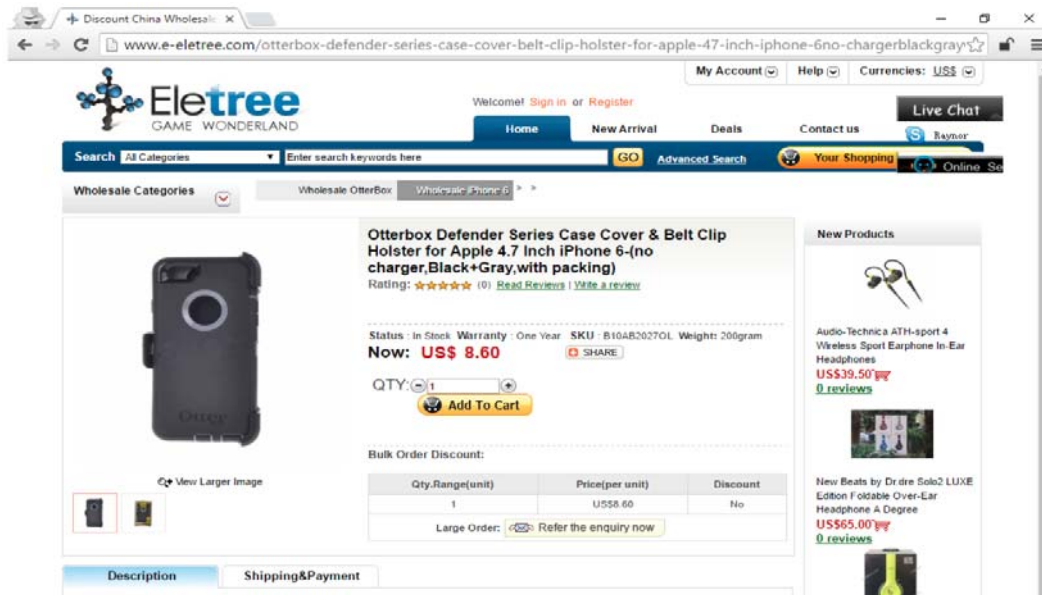 Discount China Wholesale
www.e-eletree.com/otterbox-defender-series-case-cover-belt-clip-holster-for-apple-47-inch-iphone-6no-chargerblackgray
My Account Help Currencies: US$
Eletree
GAME WONDERLAND
Welcome! Sign in or Register
Live Chat
Home New Arrival Deals Contact us
Raynor
Search All Categories Enter search keywords here GO Advanced Search Your Shopping
Online Se
Wholesale Categories
Wholesale OtterBox Wholesale iPhone 6
Otterbox Defender Series Case Cover & Belt Clip
Holster for Apple 4.7 Inch iPhone 6-(no
charger,Black+Gray,with packing)
Rating: (0) Read Reviews | Write a review
Status : In Stock Warranty : One Year SKU : B10AB2027OL Weight: 200gram
Now: US$ 8.60 SHARE
QTY: 1
Add To Cart
Bulk Order Discount:
Qty.Range(unit) Price(per unit) Discount
1 US$8.60 No
Large Order: Refer the enquiry now
Otter
View Larger Image
Description Shipping&Payment
New Products
Audio-Technica ATH-sport 4
Wireless Sport Earphone In-Ear
Headphones
US$39.50
0 reviews
New Beats by Dr.dre Solo2 LUXE
Edition Foldable Over-Ear
Headphone A Degree
US$65.00
0 reviews